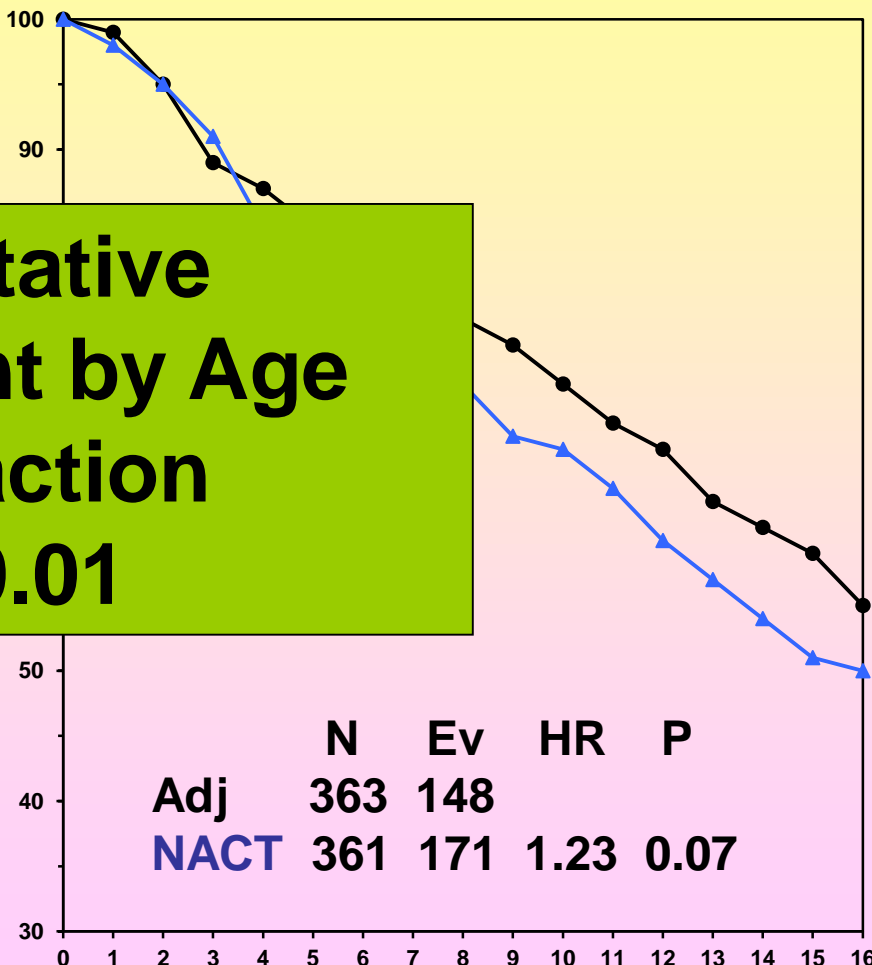 100
90
tative
nt by Age
action
0.01
50
N Ev HR P
Adj 363 148
40
NACT 361 171 1.23 0.07
30
0 1 2 3 4 5 6 7 8 9 10 11 12 13 14 15 16